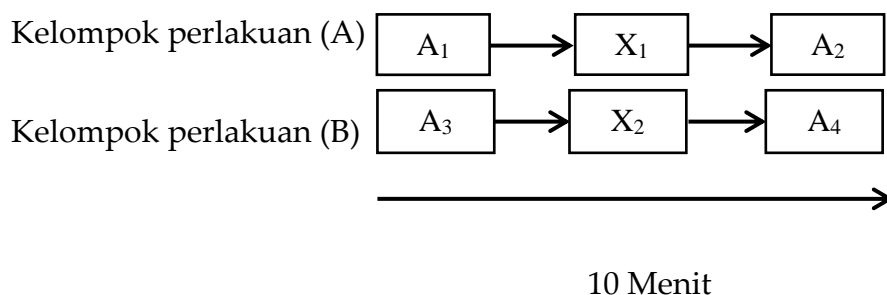 Kelompok perlakuan (A) A₁ X₁ A₂
Kelompok perlakuan (B) A₃ X₂ A₄
10 Menit